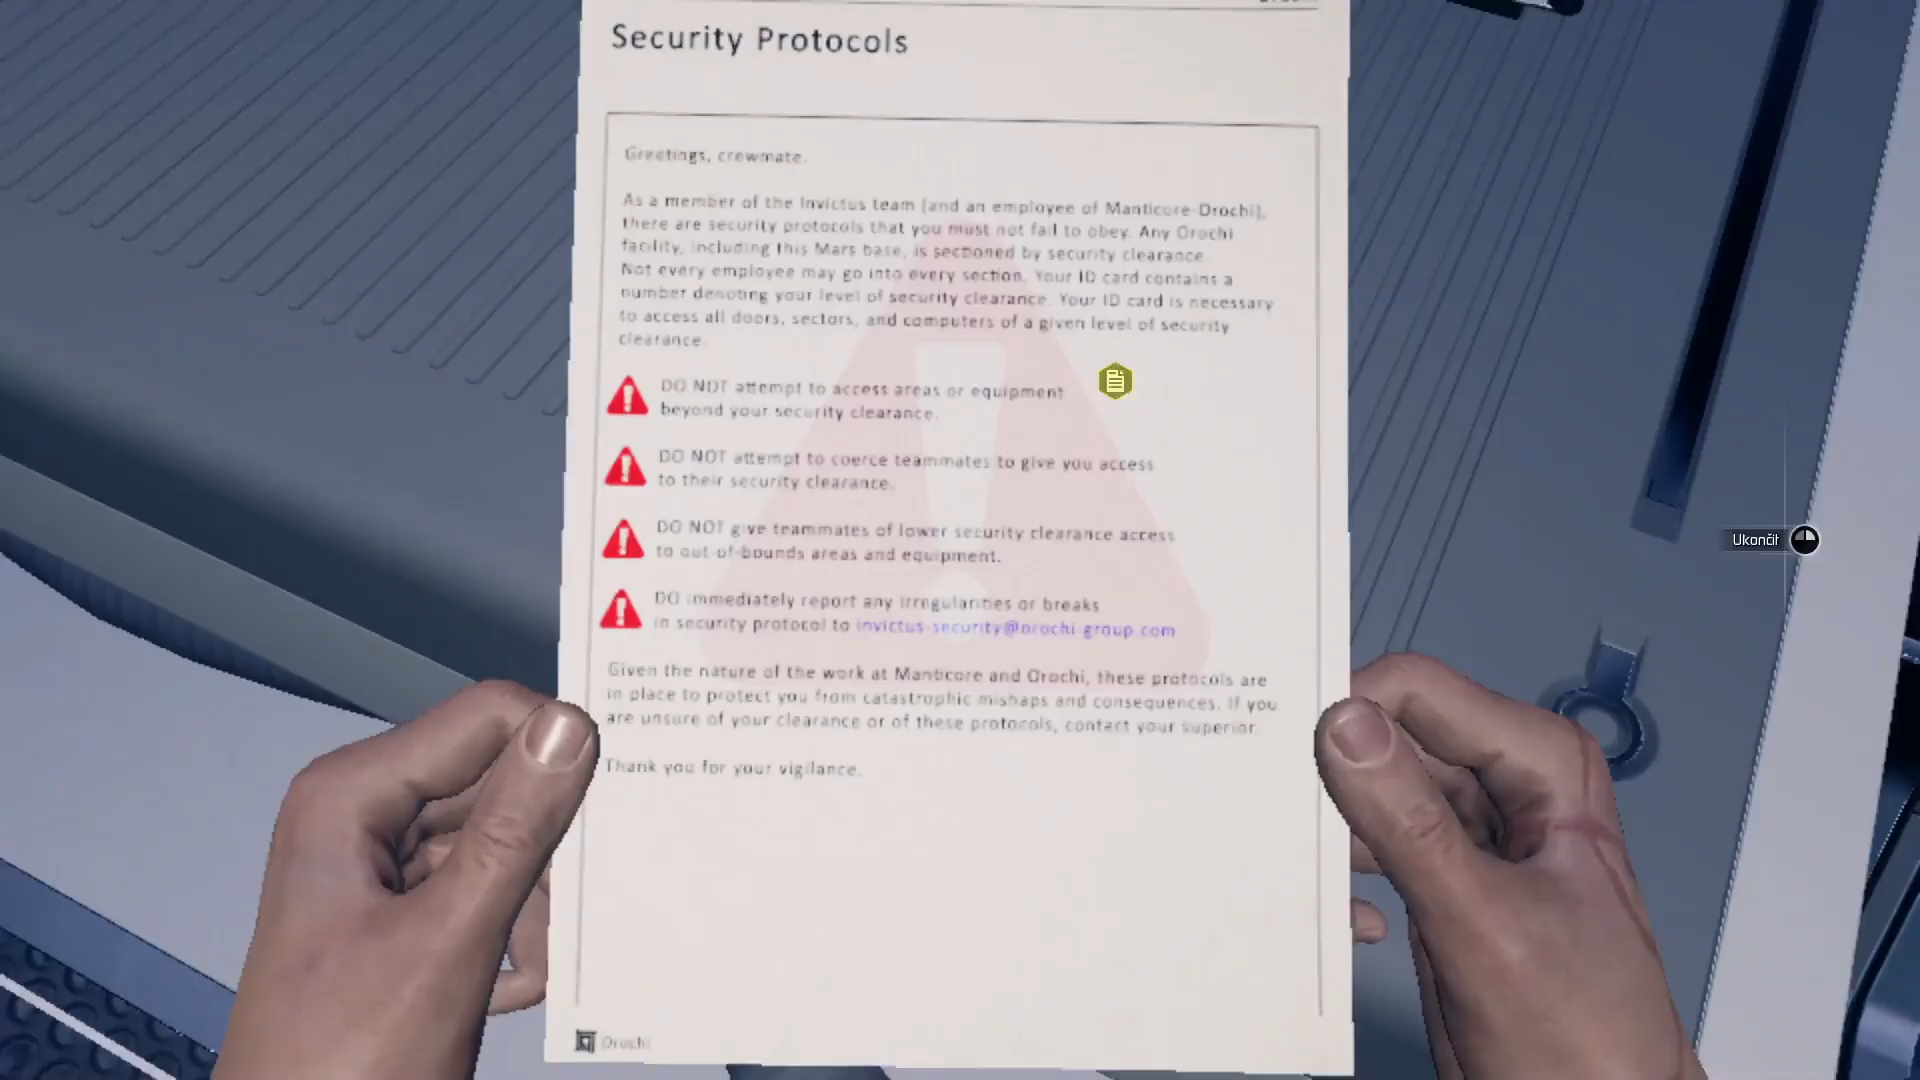 Security Protocols
Greetings, crewmate.
As a member of the Invictus team (and an employee of Manticore-Orochi),
there are security protocols that you must not fail to obey. Any Orochi
facility, including this Mars base, is sectioned by security clearance.
Not every employee may go into every section. Your ID card contains a
number denoting your level of security clearance. Your ID card is necessary
to access all doors, sectors, and computers of a given level of security
clearance.
DO NOT attempt to access areas or equipment
beyond your security clearance.
DO NOT attempt to coerce teammates to give you access
to their security clearance.
DO NOT give teammates of lower security clearance access
to out-of-bounds areas and equipment.
DO immediately report any irregularities or breaks
in security protocol to invictus-security@orochi-group.com
Given the nature of the work at Manticore and Orochi, these protocols are
in place to protect you from catastrophic mishaps and consequences. If you
are unsure of your clearance or of these protocols, contact your superior.
Thank you for your vigilance.
Ukončit
Orochi